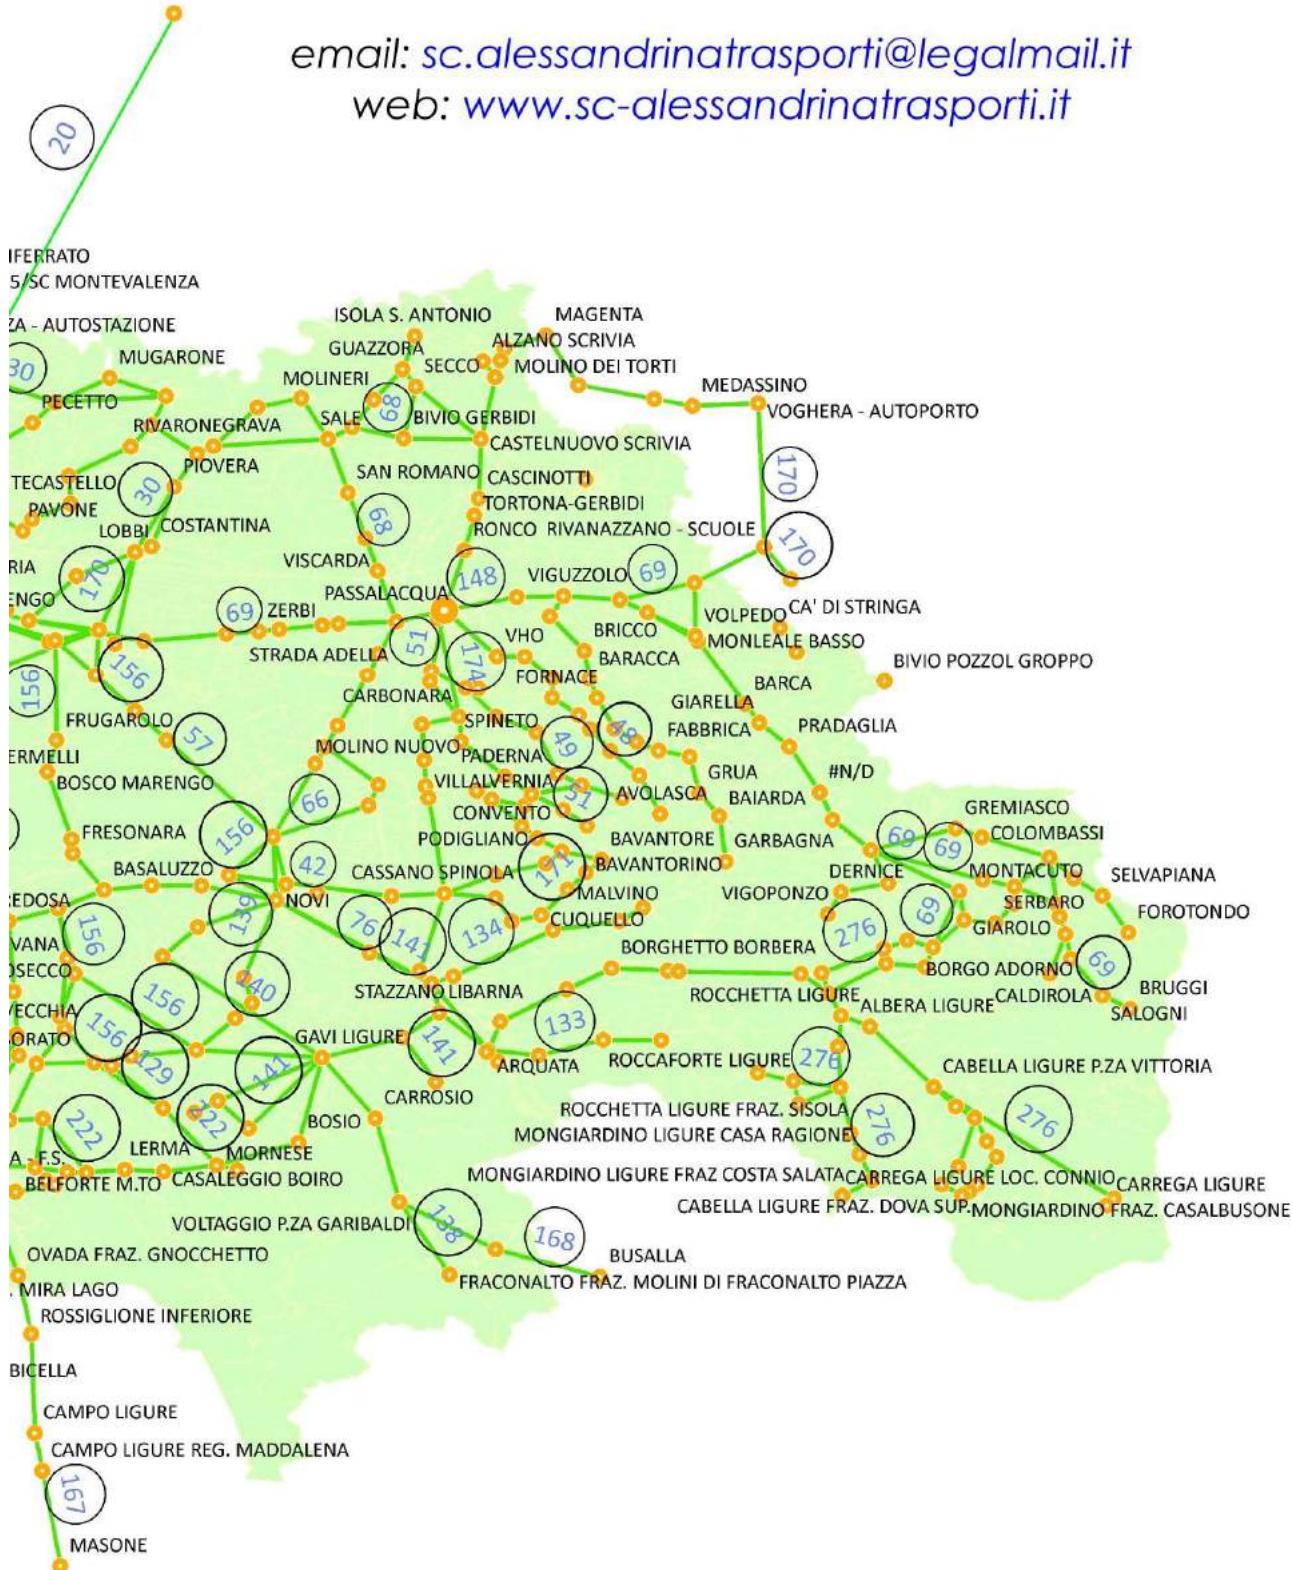 email: sc.alessandrinatrasporti@legalmail.it
web: www.sc-alessandrinatrasporti.it
20
IFERRATO
5/SC MONTEVALENZA
ZA - AUTOSTAZIONE
ISOLA S. ANTONIO
MAGENTA
30
MUGARONE
GUAZZORA
ALZANO SCRIVIA
SECCO
MOLINO DEI TORTI
MOLINERI
MEDASSINO
PECETTO
68
VOGHERA - AUTOPORTO
RIVARONEGRAVA
SALE
BIVIO GERBIDI
CASTELNUOVO SCRIVIA
PIOVERA
SAN ROMANO
CASCINOTTI
170
TECASTELLO
30
TORTONA-GERBIDI
PAVONE
LOBBI
COSTANTINA
68
RONCO
RIVANAZZANO - SCUOLE
170
RIA
170
VISCARDA
148
VIGUZZOLO
69
ENGO
69
ZERBI
PASSALACQUA
VOLPEDO
CA' DI STRINGA
51
174
VHO
BRICCO
MONLEALE BASSO
156
156
STRADA ADELLA
BARACCA
BIVIO POZZOL GROPPO
FORNACE
BARCA
CARBONARA
GIARELLA
FRUGAROLO
57
SPINETO
48
FABBRICA
PRADAGLIA
ERMELLI
MOLINO NUOVO
PADERNA
49
GRUA
#N/D
BOSCO MARENGO
66
VILLALVERNIA
51
AVOLASCA
BAIARDA
FRESONARA
156
CONVENTO
GREMIASCO
PODIGLIANO
BAVANTORE
GARBAGNA
69
69
COLOMBASSI
BASALUZZO
42
CASSANO SPINOLA
171
BAVANTORINO
DERNICE
MONTACUTO
SELVAPIANA
REDOSA
139
NOVI
MALVINO
VIGOPONZO
69
SERBARO
FOROTONDO
156
76
141
134
CUQUELLO
276
GIAROLO
VANA
BORGHETTO BORBERA
OSECCO
156
140
STAZZANO
LIBARNA
ROCCHETTA LIGURE
BORGO ADORNO
69
CALDIROLA
BRUGGI
VECCHIA
156
133
ALBERA LIGURE
SALOGNI
ORATO
129
141
GAVI LIGURE
141
ARQUATA
ROCCAFORTE LIGURE
276
CABELLA LIGURE P.ZA VITTORIA
CARROSIO
222
222
BOSIO
ROCCHETTA LIGURE FRAZ. SISOLA
276
276
LERMA
MORNESE
MONGIARDINO LIGURE CASA RAGIONE
A - F.S.
BELFORTE M.TO
CASALEGGIO BOIRO
MONGIARDINO LIGURE FRAZ COSTA SALATA
CARREGA LIGURE LOC. CONNIO
CARREGA LIGURE
VOLTAGGIO P.ZA GARIBALDI
138
CABELLA LIGURE FRAZ. DOVA SUP.
MONGIARDINO FRAZ. CASALBUSONE
168
OVADA FRAZ. GNOCCHETTO
BUSALLA
. MIRA LAGO
FRACONALTO FRAZ. MOLINI DI FRACONALTO PIAZZA
ROSSIGLIONE INFERIORE
BICELLA
CAMPO LIGURE
CAMPO LIGURE REG. MADDALENA
167
MASONE